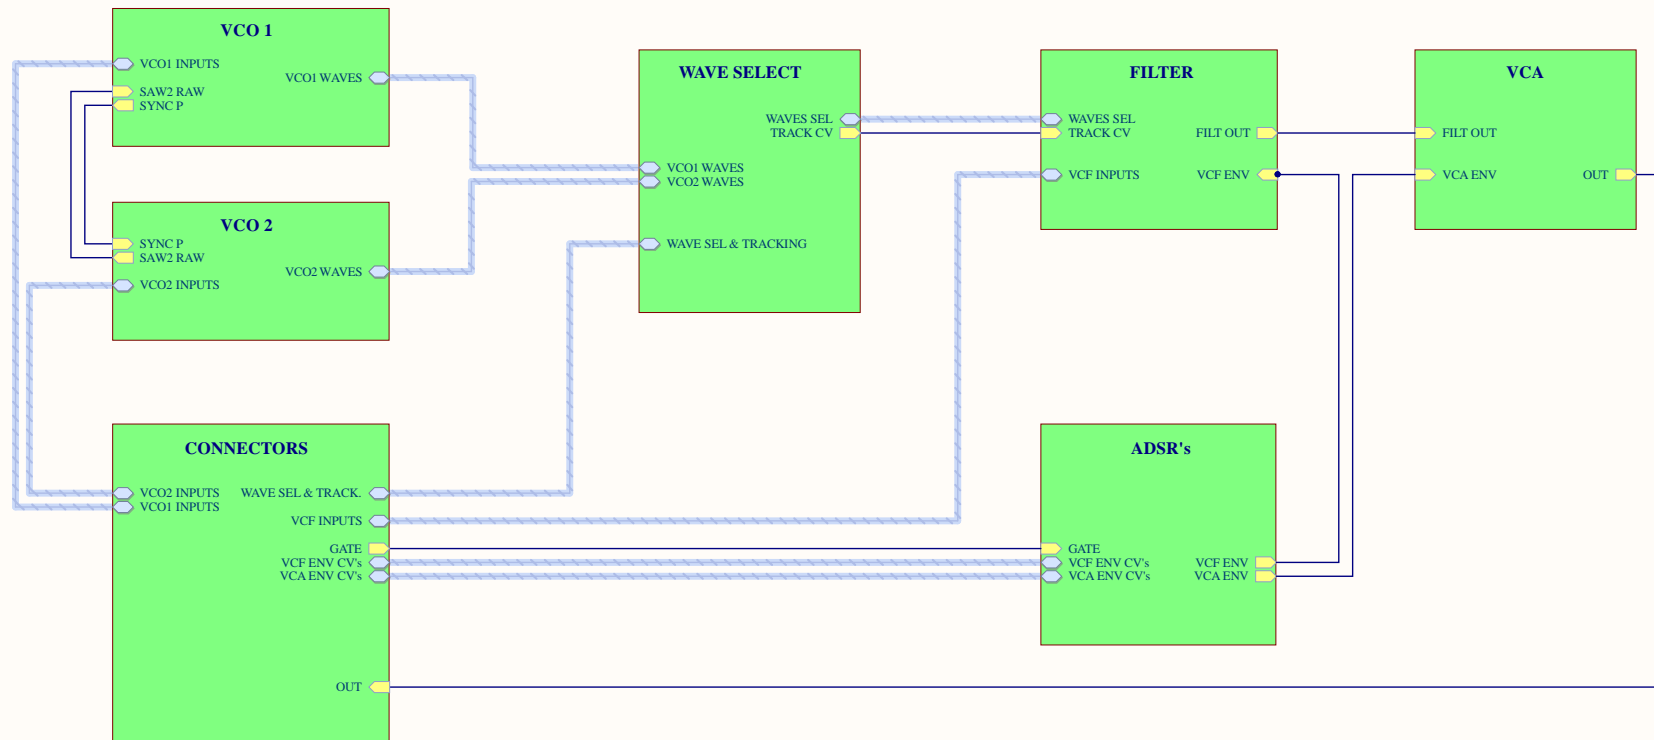 VCO 1
VCO1 INPUTS
VCO1 WAVES
SAW2 RAW
SYNC P
VCO 2
SYNC P
SAW2 RAW
VCO2 WAVES
VCO2 INPUTS
WAVE SELECT
WAVES SEL
TRACK CV
VCO1 WAVES
VCO2 WAVES
WAVE SEL & TRACKING
FILTER
WAVES SEL
TRACK CV
FILT OUT
VCF INPUTS
VCF ENV
VCA
FILT OUT
VCA ENV
OUT
CONNECTORS
VCO2 INPUTS
WAVE SEL & TRACK.
VCO1 INPUTS
VCF INPUTS
GATE
VCF ENV CV's
VCA ENV CV's
OUT
ADSR's
GATE
VCF ENV CV's
VCF ENV
VCA ENV CV's
VCA ENV